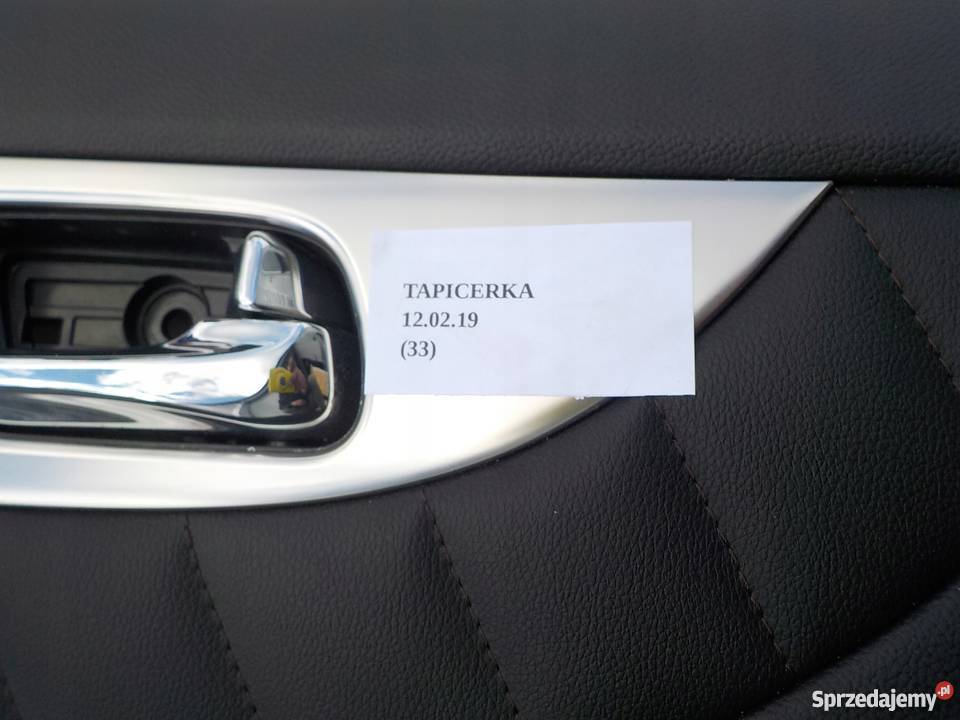 TAPICERKA
12.02.19
(33)
Sprzedajemy.pl